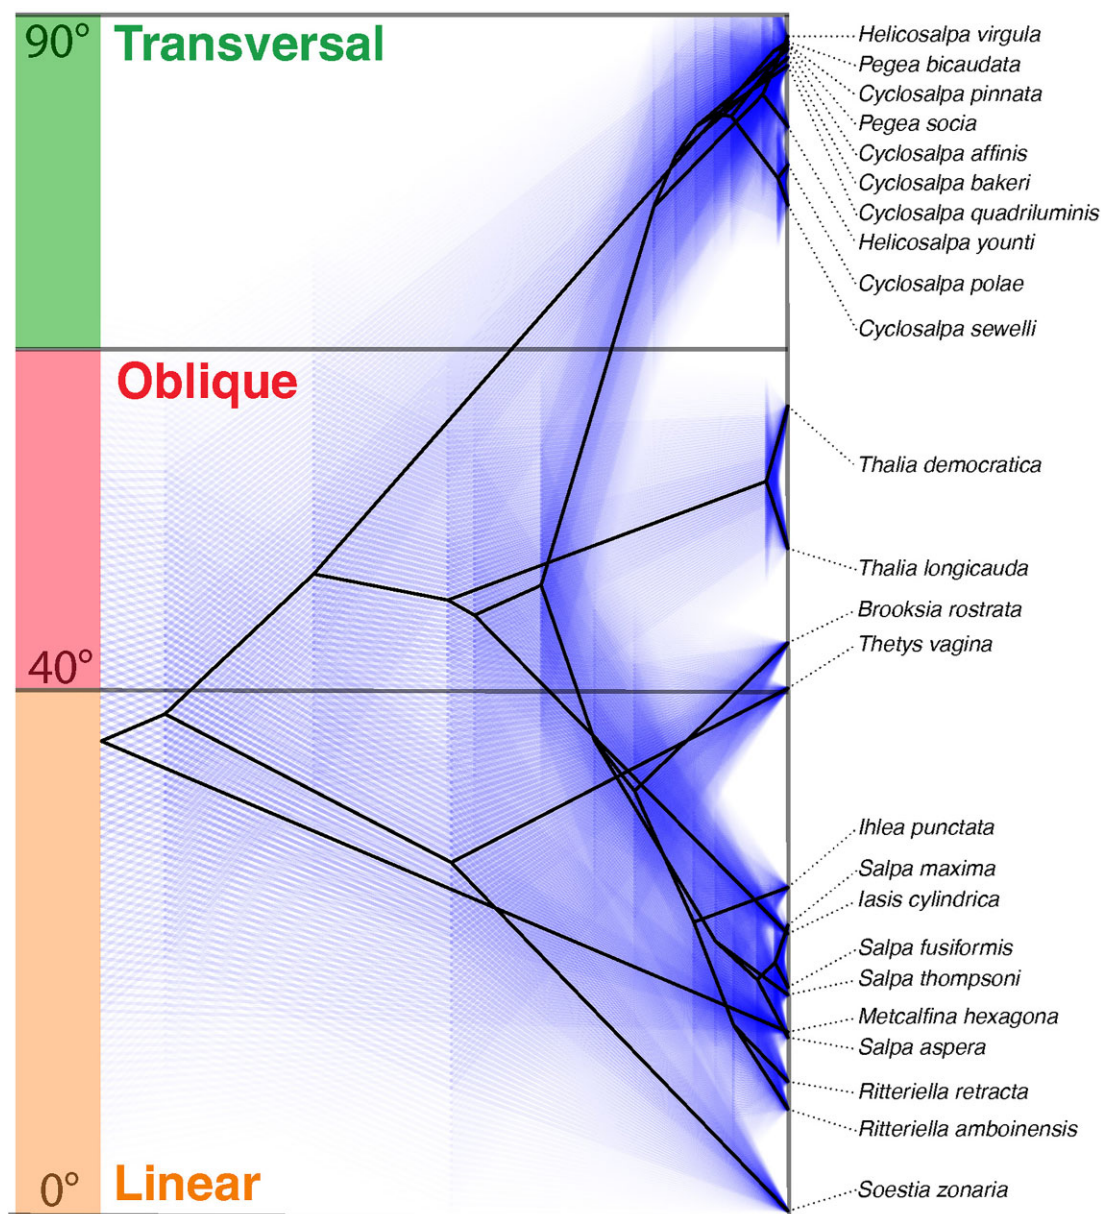 90° Transversal
Oblique
40°
0° Linear
Helicosalpa virgula
Pegea bicaudata
Cyclosalpa pinnata
Pegea socia
Cyclosalpa affinis
Cyclosalpa bakeri
Cyclosalpa quadriluminis
Helicosalpa younti
Cyclosalpa polae
Cyclosalpa sewelli
Thalia democratica
Thalia longicauda
Brooksia rostrata
Thetys vagina
Ihlea punctata
Salpa maxima
Iasis cylindrica
Salpa fusiformis
Salpa thompsoni
Metcalfina hexagona
Salpa aspera
Ritteriella retracta
Ritteriella amboinensis
Soestia zonaria